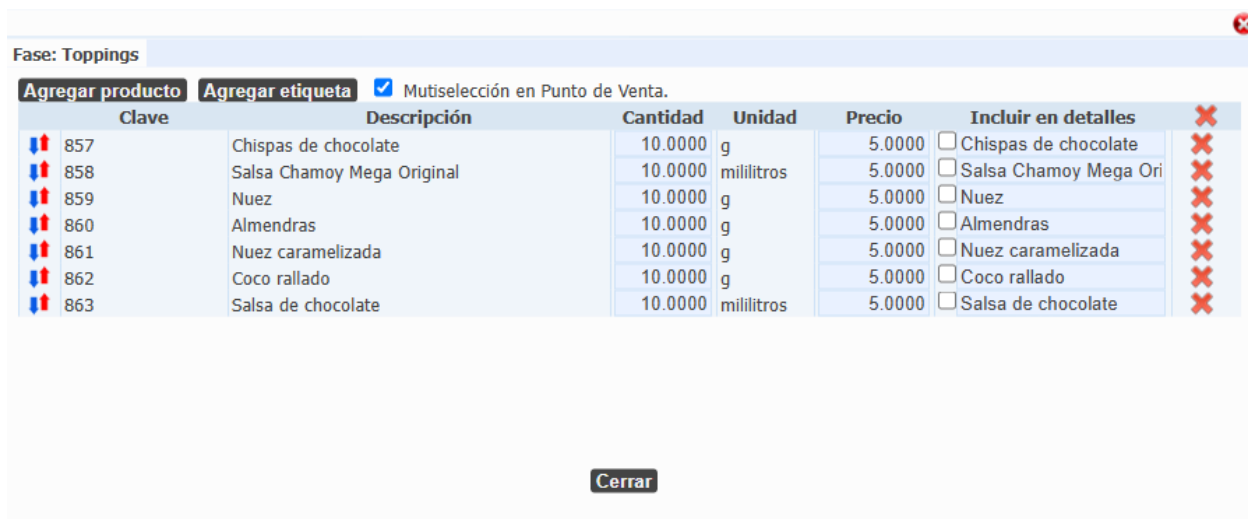 Fase: Toppings
Agregar producto Agregar etiqueta Mutiselección en Punto de Venta.
Clave Descripción Cantidad Unidad Precio Incluir en detalles
857 Chispas de chocolate 10.0000 g 5.0000 Chispas de chocolate
858 Salsa Chamoy Mega Original 10.0000 mililitros 5.0000 Salsa Chamoy Mega Ori
859 Nuez 10.0000 g 5.0000 Nuez
860 Almendras 10.0000 g 5.0000 Almendras
861 Nuez caramelizada 10.0000 g 5.0000 Nuez caramelizada
862 Coco rallado 10.0000 g 5.0000 Coco rallado
863 Salsa de chocolate 10.0000 mililitros 5.0000 Salsa de chocolate
Cerrar